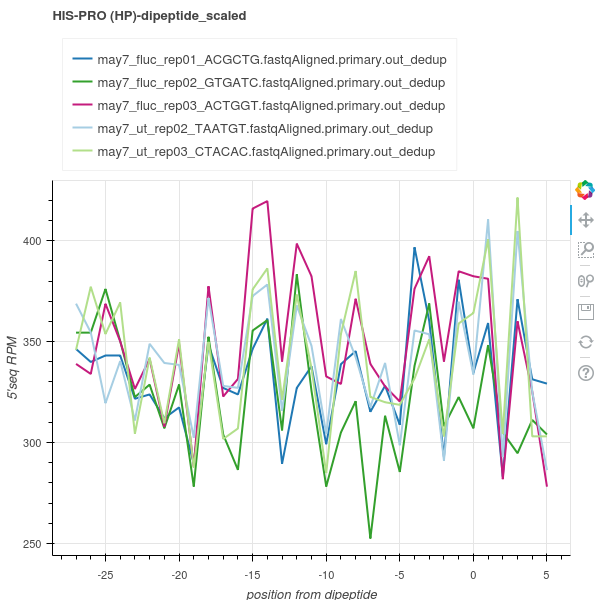 HIS-PRO (HP)-dipeptide_scaled
may7_fluc_rep01_ACGCTG.fastqAligned.primary.out_dedup
may7_fluc_rep02_GTGATC.fastqAligned.primary.out_dedup
may7_fluc_rep03_ACTGGT.fastqAligned.primary.out_dedup
may7_ut_rep02_TAATGT.fastqAligned.primary.out_dedup
may7_ut_rep03_CTACAC.fastqAligned.primary.out_dedup
400
350
300
250
5'seq RPM
-25 -20 -15 -10 -5 0 5
position from dipeptide